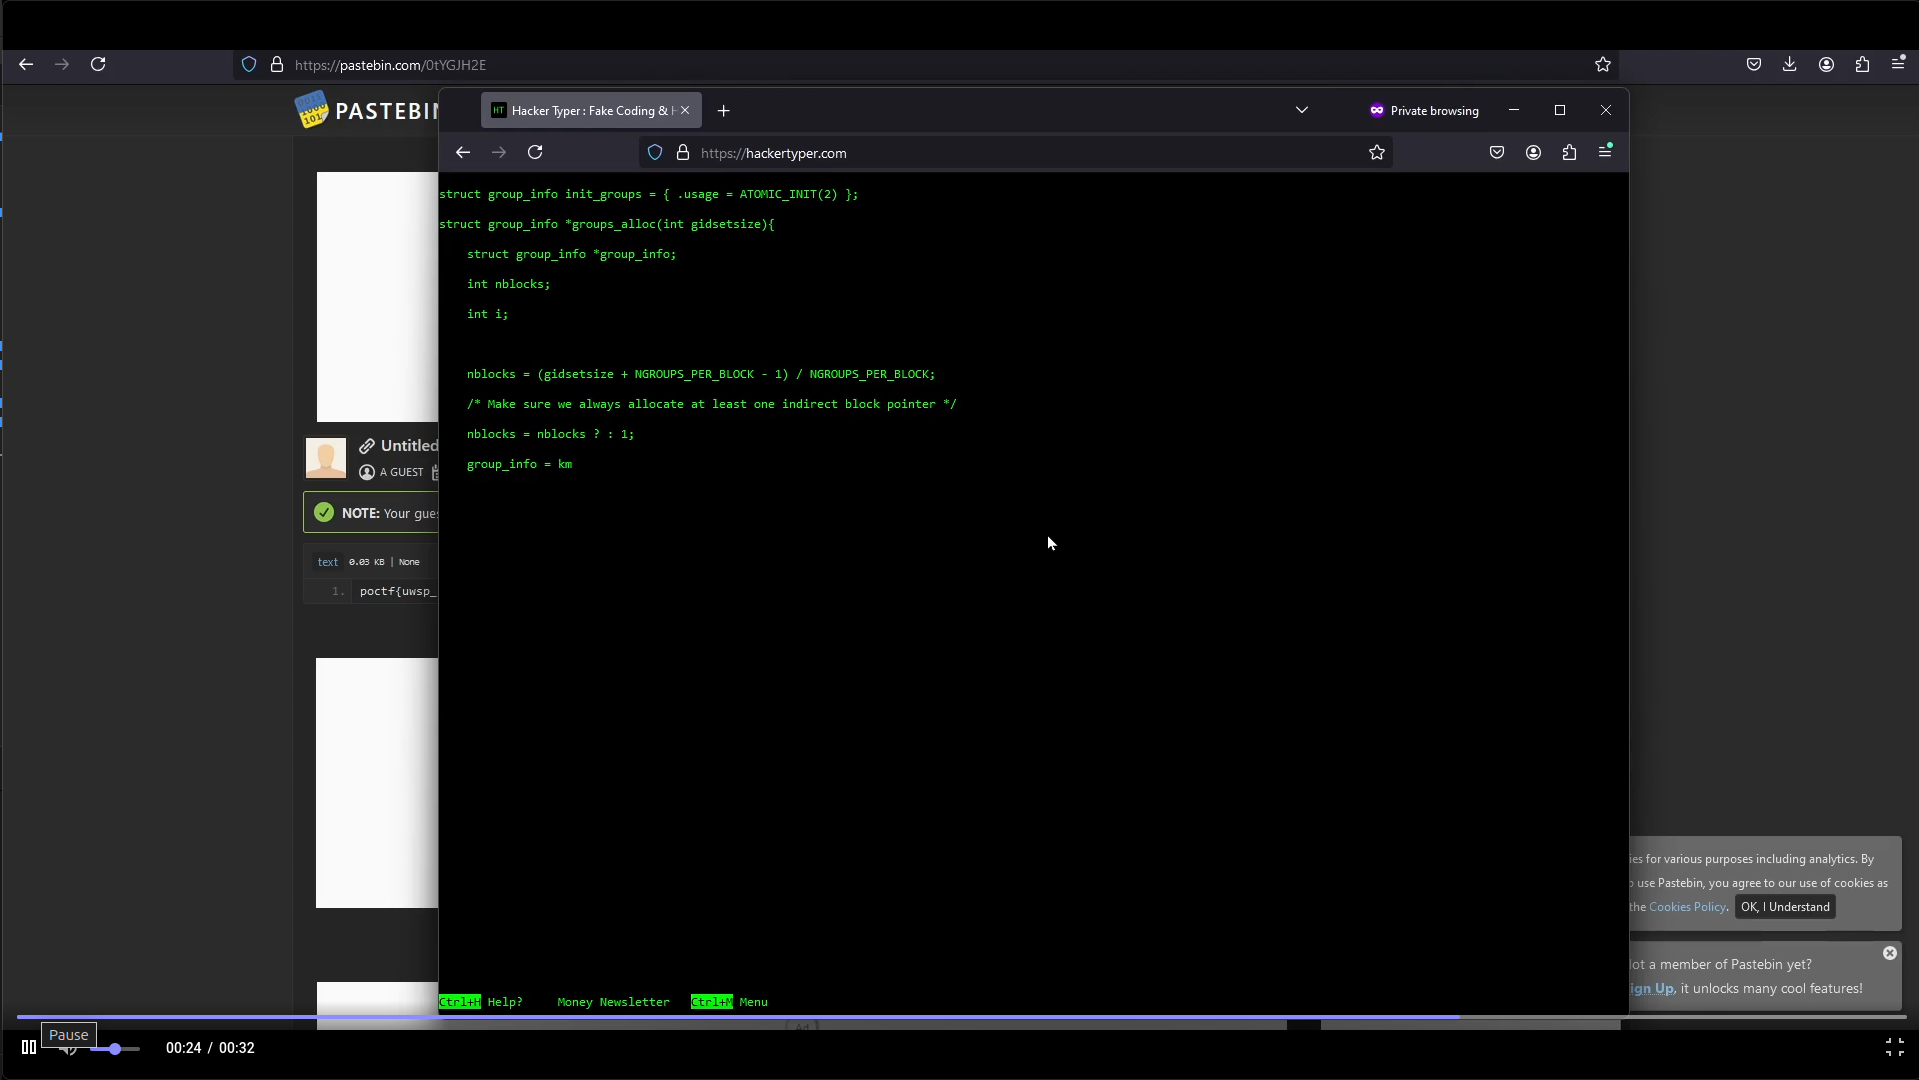 https://pastebin.com/0tYGJH2E
PASTEBIN
Hacker Typer : Fake Coding &
Private browsing
https://hackertyper.com
struct group_info init_groups = { .usage = ATOMIC_INIT(2) };
struct group_info *groups_alloc(int gidsetsize){
struct group_info *group_info;
int nblocks;
int i;
nblocks = (gidsetsize + NGROUPS_PER_BLOCK - 1) / NGROUPS_PER_BLOCK;
/* Make sure we always allocate at least one indirect block pointer */
nblocks = nblocks ? : 1;
group_info = km
Untitled
A GUEST
NOTE: Your gues
text 0.03 KB | None
1. poctf{uwsp_
ies for various purposes including analytics. By
use Pastebin, you agree to our use of cookies as
the Cookies Policy. OK, I Understand
ot a member of Pastebin yet?
ign Up, it unlocks many cool features!
Ctrl+H Help? Money Newsletter Ctrl+M Menu
Ad
Pause
00:24 / 00:32